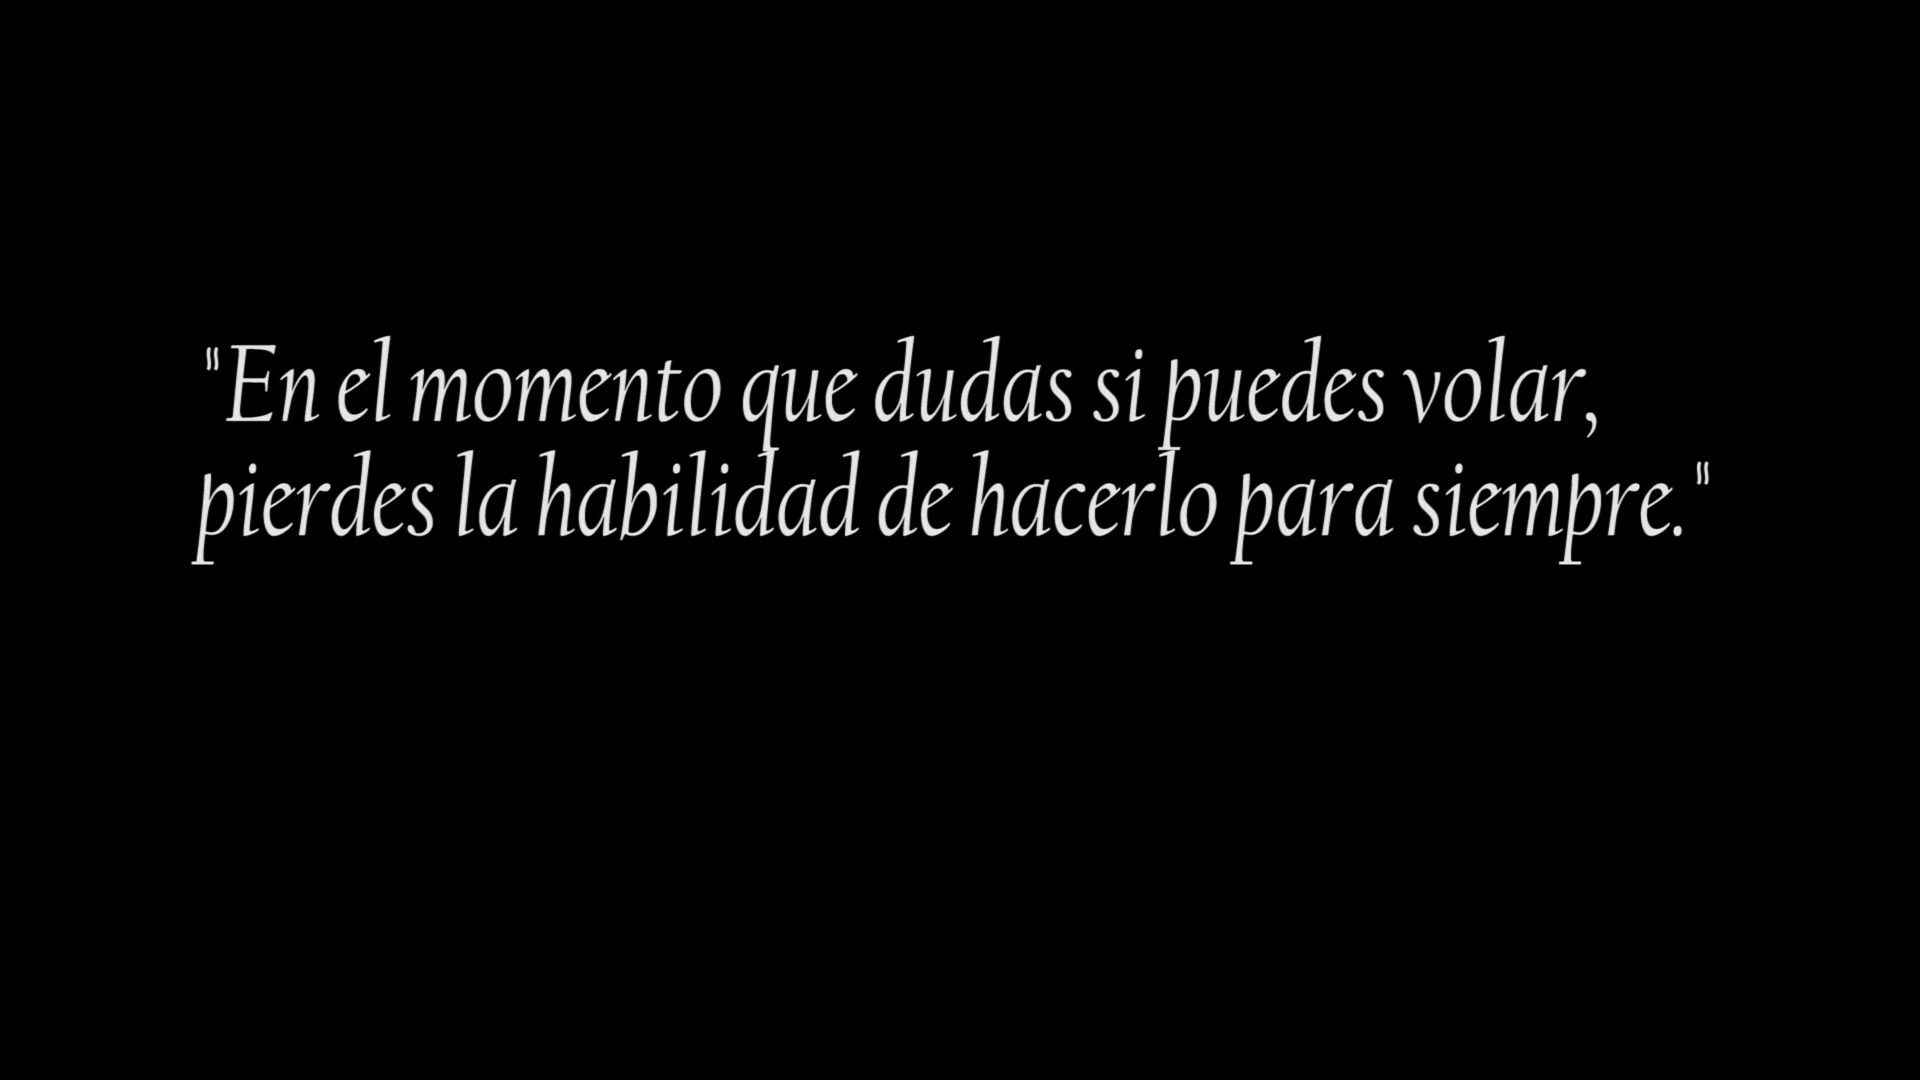 "En el momento que dudas si puedes volar,
pierdes la habilidad de hacerlo para siempre."